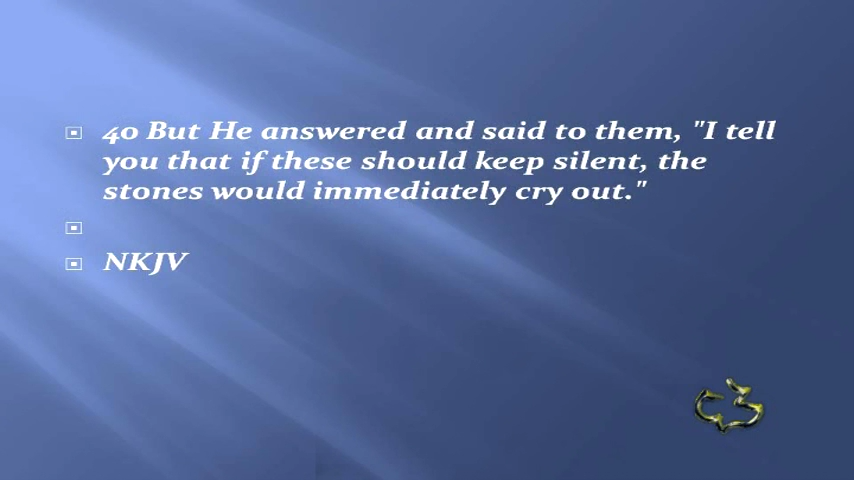 40 But He answered and said to them, "I tell
you that if these should keep silent, the
stones would immediately cry out."
NKJV
C3